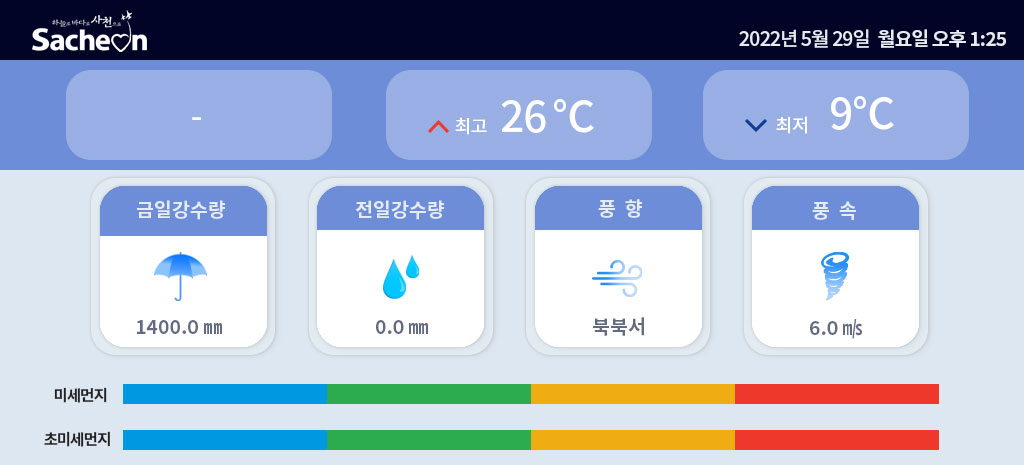 하늘로 바다로 사천으로
Sacheon
2022년 5월 29일 월요일 오후 1:25
-
최고 26 °C
최저 9°C
금일강수량
전일강수량
풍 향
풍 속
1400.0 mm
0.0 mm
북북서
6.0 m/s
미세먼지
초미세먼지